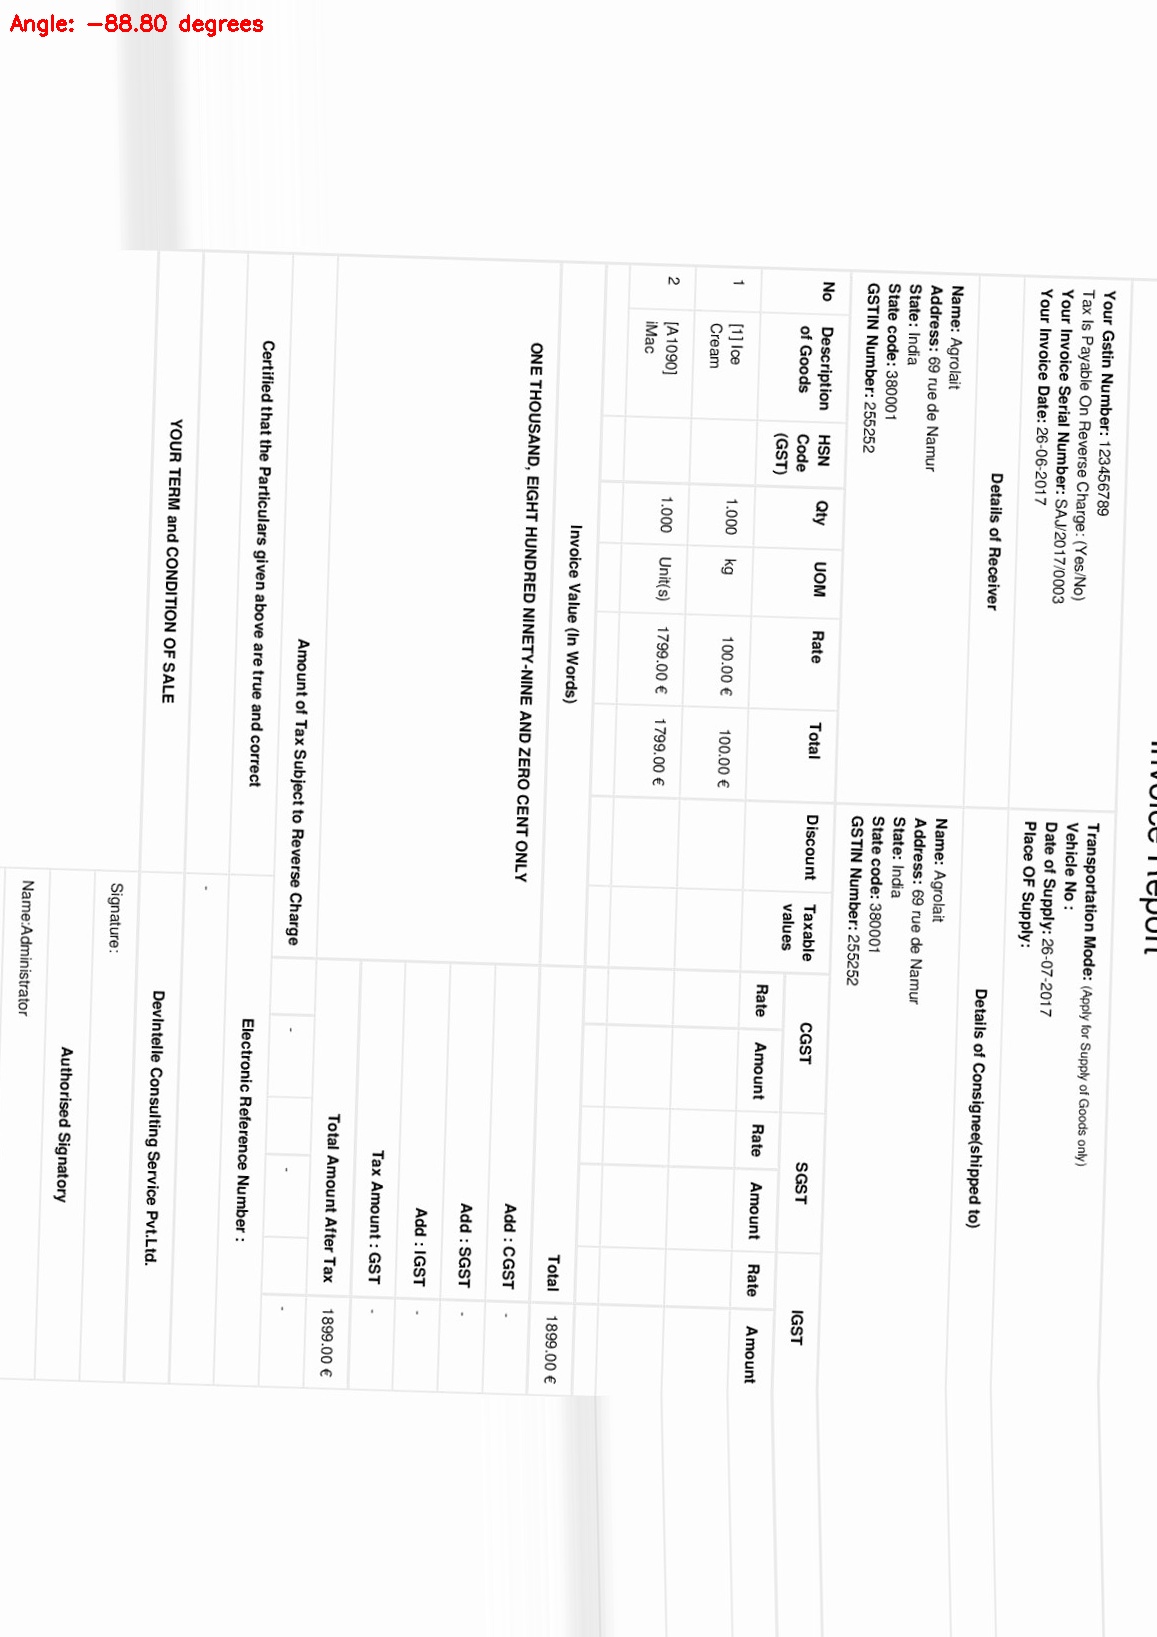 Angle: -88.80 degrees
Invoice Report
Your Gstin Number: 123456789
Tax Is Payable On Reverse Charge: (Yes/No)
Your Invoice Serial Number: SAJ/2017/0003
Your Invoice Date: 26-06-2017
Transportation Mode: (Apply for Supply of Goods only)
Vehicle No :
Date of Supply: 26-07-2017
Place OF Supply:
Details of Receiver
Details of Consignee(shipped to)
Name: Agrolait
Address: 69 rue de Namur
State: India
State code: 380001
GSTIN Number: 255252
Name: Agrolait
Address: 69 rue de Namur
State: India
State code: 380001
GSTIN Number: 255252
No Description of Goods HSN Code (GST) Qty UOM Rate Total Discount Taxable values CGST SGST IGST
Rate Amount Rate Amount Rate Amount
1 [1] Ice Cream 1.000 kg 100.00 € 100.00 €
2 [A1090] iMac 1.000 Unit(s) 1799.00 € 1799.00 €
Invoice Value (In Words)
Total 1899.00 €
ONE THOUSAND, EIGHT HUNDRED NINETY-NINE AND ZERO CENT ONLY
Add : CGST -
Add : SGST -
Add : IGST -
Tax Amount : GST -
Total Amount After Tax 1899.00 €
Amount of Tax Subject to Reverse Charge - - -
Certified that the Particulars given above are true and correct
Electronic Reference Number :
-
YOUR TERM and CONDITION OF SALE
DevIntelle Consulting Service Pvt.Ltd.
Signature:
Authorised Signatory
Name:Administrator